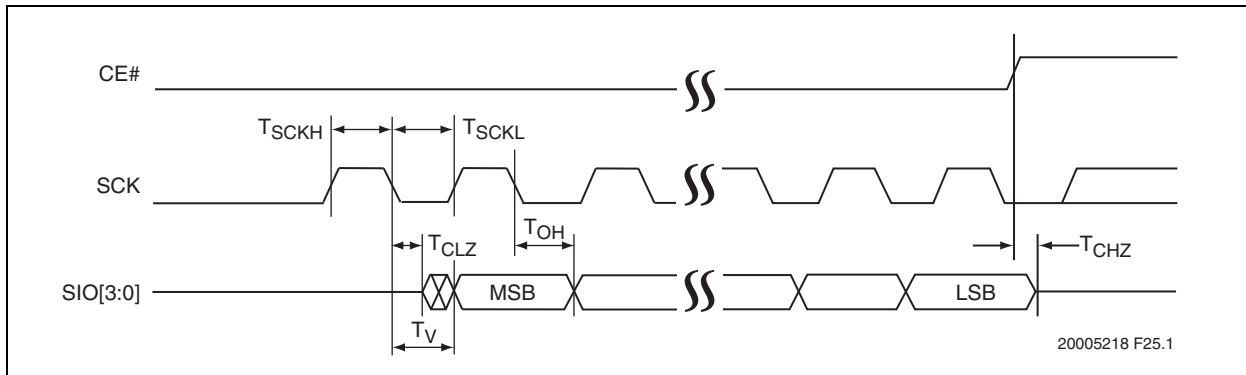 CE#
TSCKH
TSCKL
SCK
TOH
TCLZ
TCHZ
SIO[3:0]
MSB
LSB
TV
20005218 F25.1